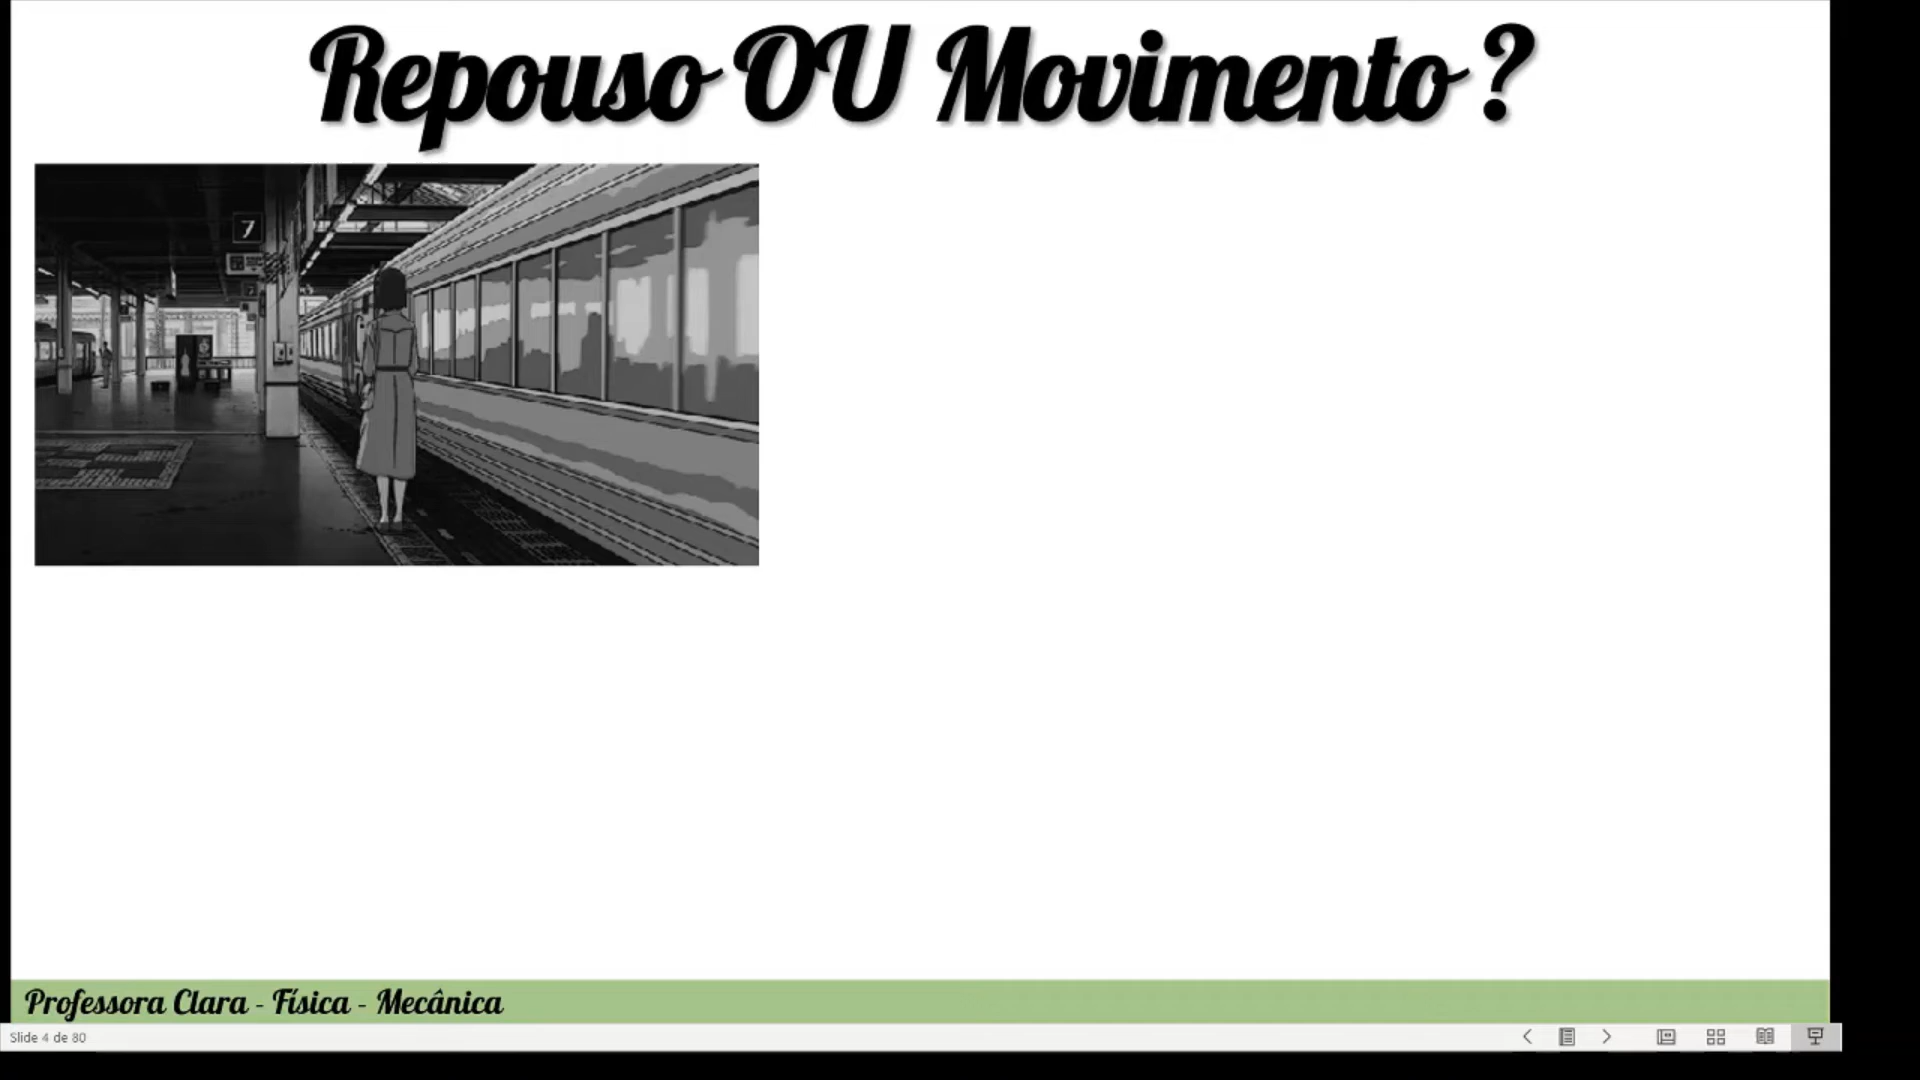 Repouso OU Movimento ?
7
Professora Clara - Física - Mecânica
Slide 4 de 80